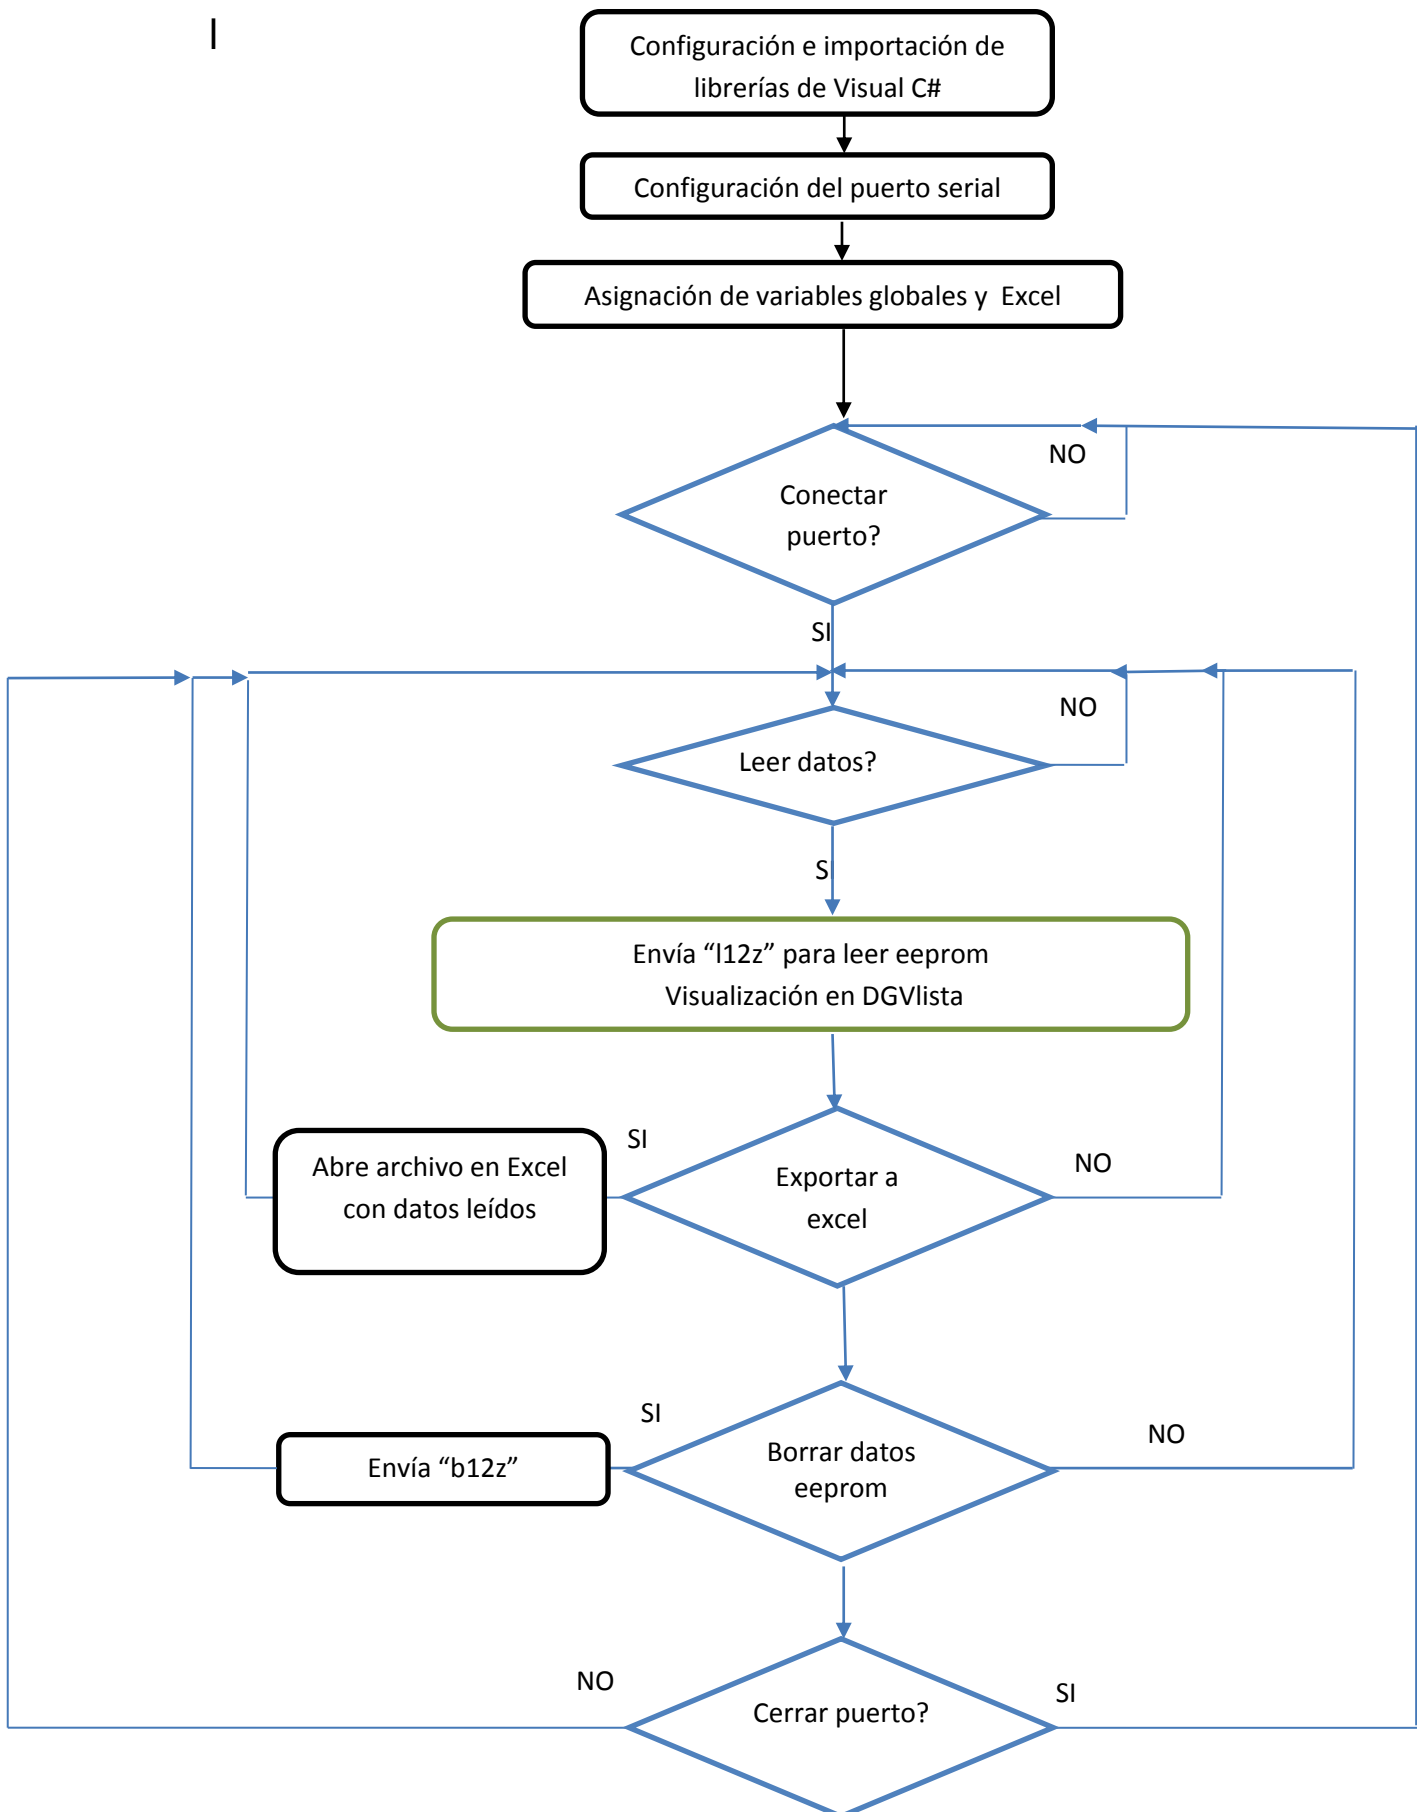 Configuración e importación de
librerías de Visual C#
Configuración del puerto serial
Asignación de variables globales y Excel
NO
Conectar
puerto?
SI
NO
Leer datos?
SI
Envía “l12z” para leer eeprom
Visualización en DGVlista
SI
NO
Abre archivo en Excel
con datos leídos
Exportar a
excel
SI
NO
Envía “b12z”
Borrar datos
eeprom
NO
SI
Cerrar puerto?